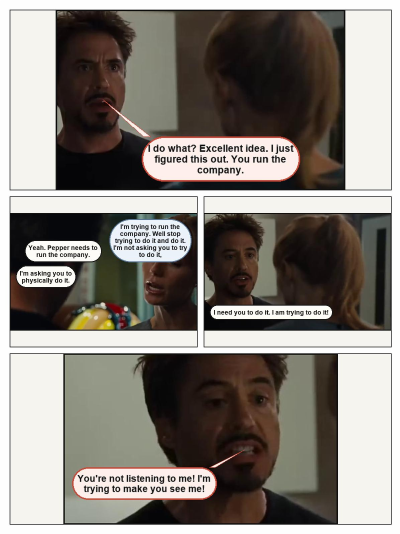 I do what? Excellent idea. I just
figured this out. You run the
company.
Yeah. Pepper needs to
run the company.
I'm trying to run the
company. Well stop
trying to do it and do it.
I'm not asking you to try
to do it,
I'm asking you to
physically do it.
I need you to do it. I am trying to do it!
You're not listening to me! I'm
trying to make you see me!